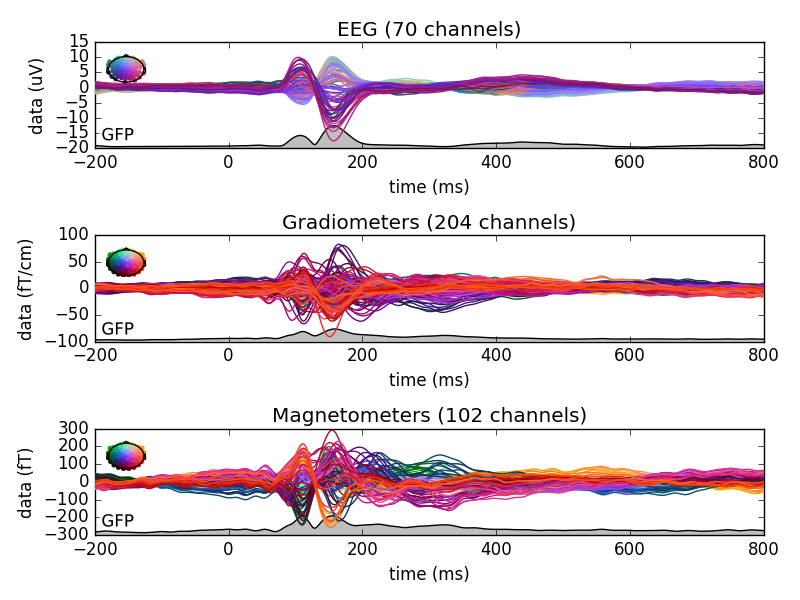 EEG (70 channels)
15
10
5
0
−5
−10
−15
−20
data (uV)
GFP
−200 0 200 400 600 800
time (ms)
Gradiometers (204 channels)
100
50
0
−50
−100
data (fT/cm)
GFP
−200 0 200 400 600 800
time (ms)
Magnetometers (102 channels)
300
200
100
0
−100
−200
−300
data (fT)
GFP
−200 0 200 400 600 800
time (ms)